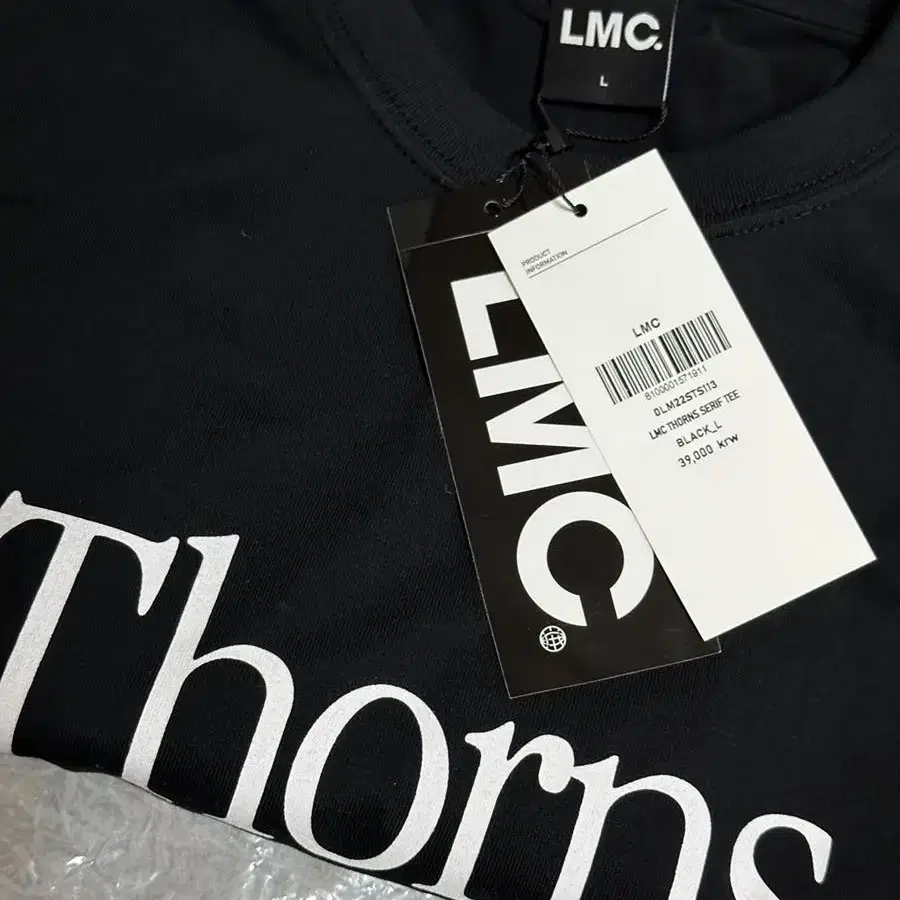 LMC.
L
PRODUCT
INFORMATION
LMC
LMC
8100001571911
0LM22STS113
LMC THORNS SERIF TEE
BLACK_L
39,000 krw
Thorns